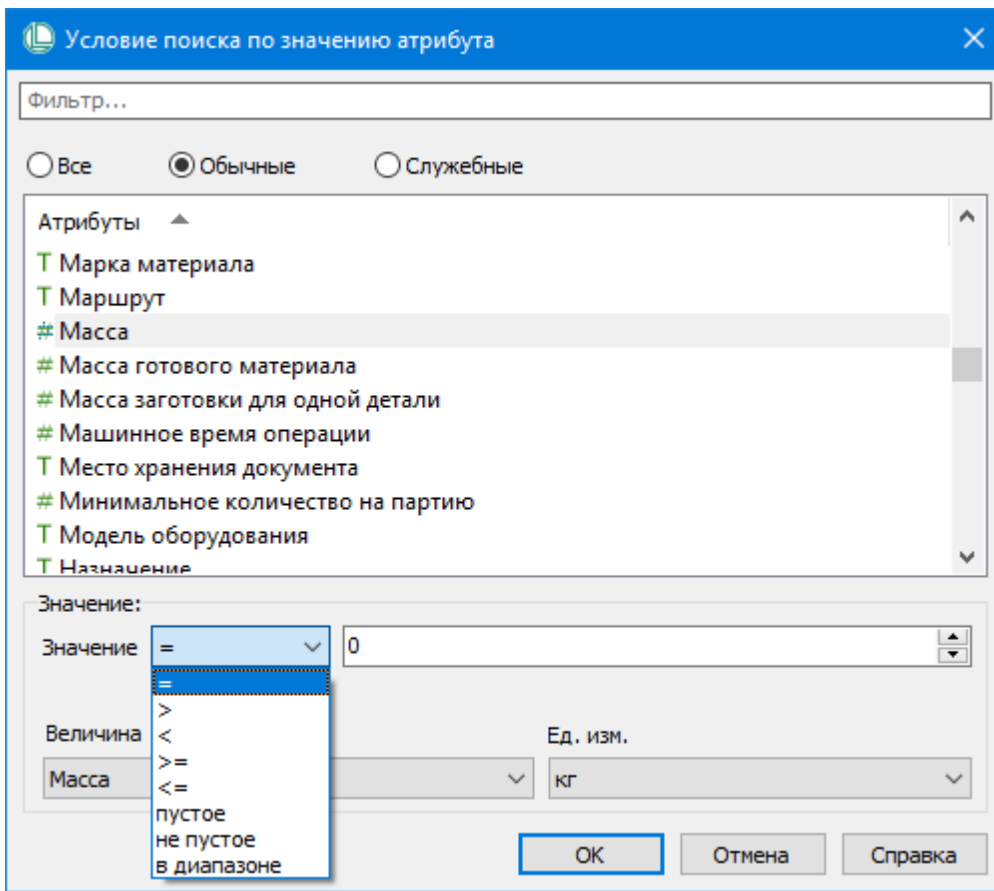 Условие поиска по значению атрибута
Фильтр...
Все Обычные Служебные
Атрибуты
T Марка материала
T Маршрут
# Масса
# Масса готового материала
# Масса заготовки для одной детали
# Машинное время операции
T Место хранения документа
# Минимальное количество на партию
T Модель оборудования
T Назначение
Значение:
Значение = 0
=
>
Величина < Ед. изм.
>=
Масса кг
<=
пустое
не пустое
в диапазоне
OK Отмена Справка